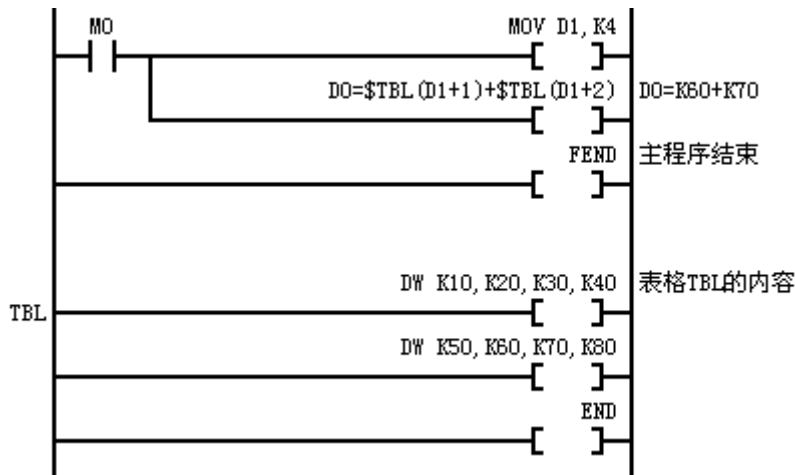 M0
MOV D1,K4
D0=$TBL(D1+1)+$TBL(D1+2) D0=K60+K70
FEND 主程序结束
DW K10,K20,K30,K40 表格TBL的内容
TBL
DW K50,K60,K70,K80
END